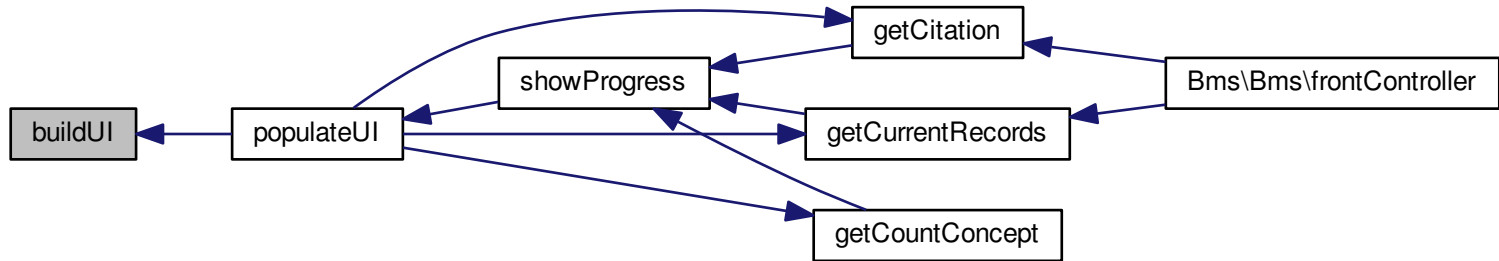 getCitation
showProgress
Bms\Bms\frontController
buildUI
populateUI
getCurrentRecords
getCountConcept